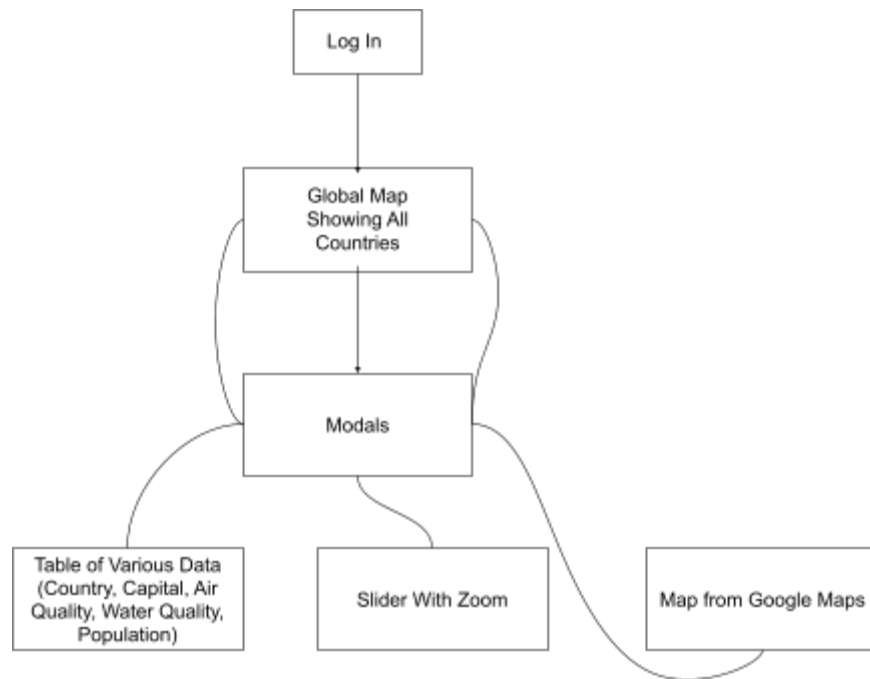 Log In
Global Map
Showing All
Countries
Modals
Table of Various Data
(Country, Capital, Air
Quality, Water Quality,
Population)
Slider With Zoom
Map from Google Maps